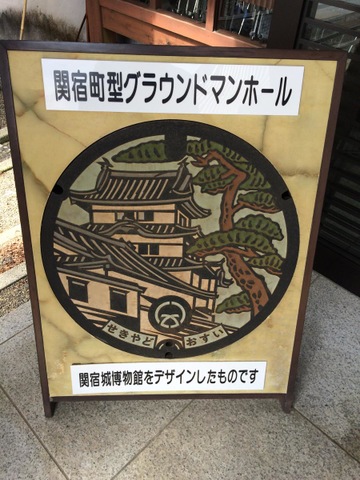 関宿町型グラウンドマンホール
せきやど おすい
関宿城博物館をデザインしたものです